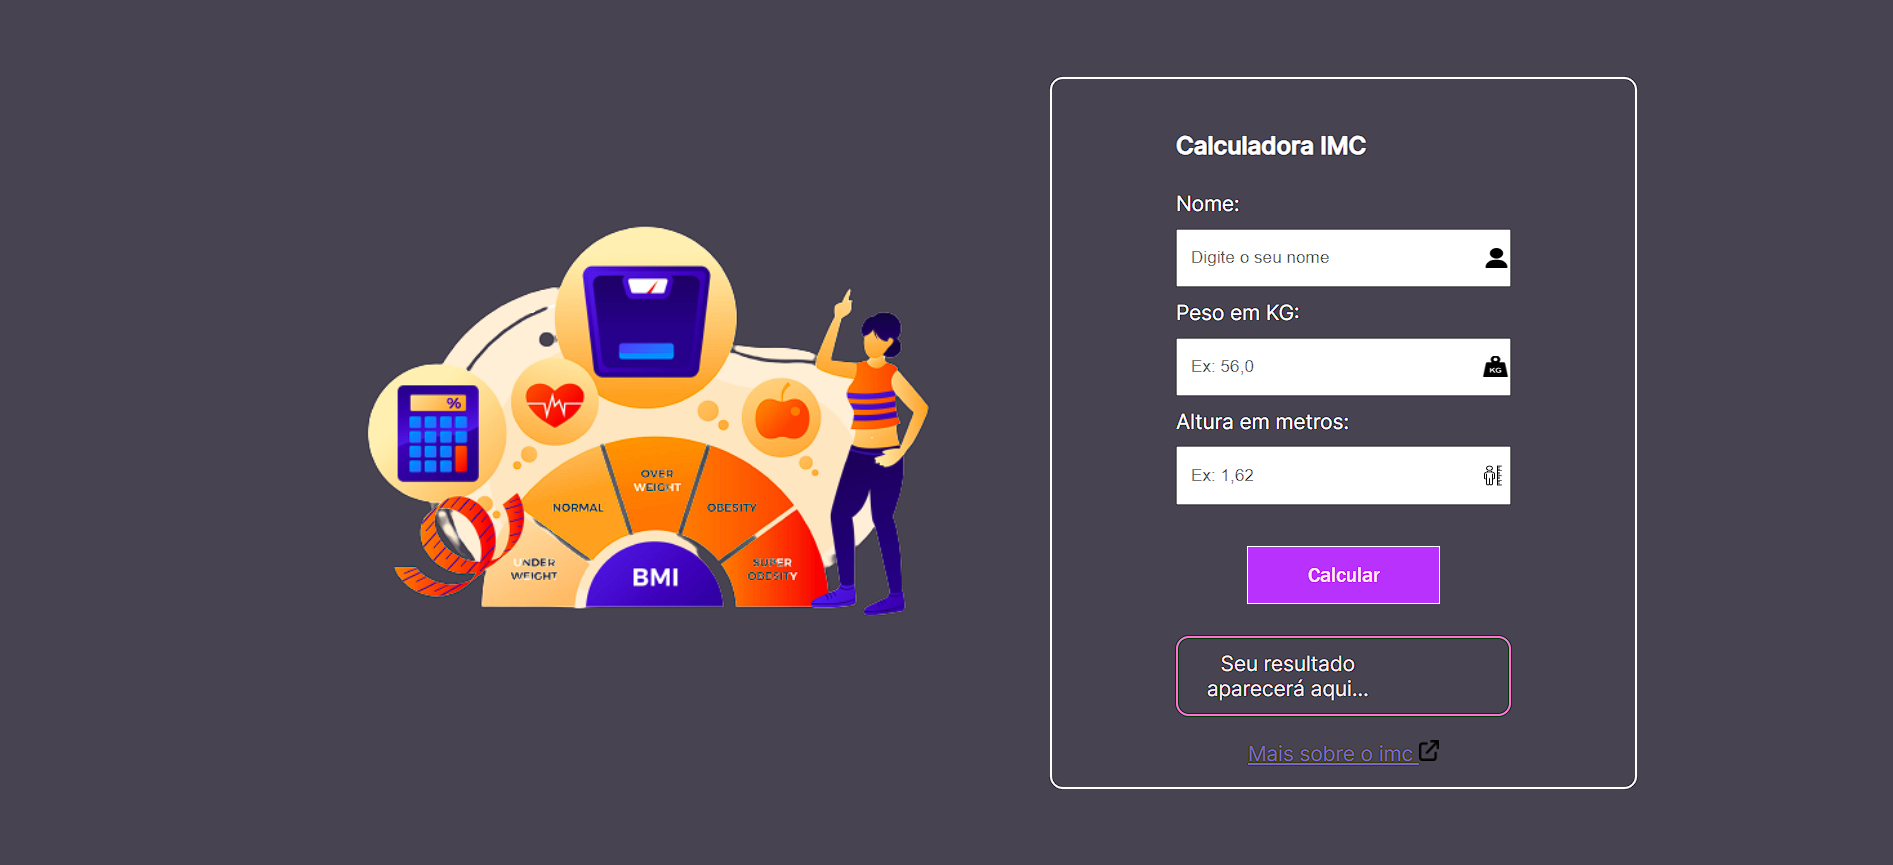 %
OVER
WEIGHT
NORMAL
OBESITY
UNDER
WEIGHT
BMI
SUPER
OBESITY
Calculadora IMC
Nome:
Digite o seu nome
Peso em KG:
Ex: 56,0
KG
Altura em metros:
Ex: 1,62
Calcular
Seu resultado
aparecerá aqui...
Mais sobre o imc